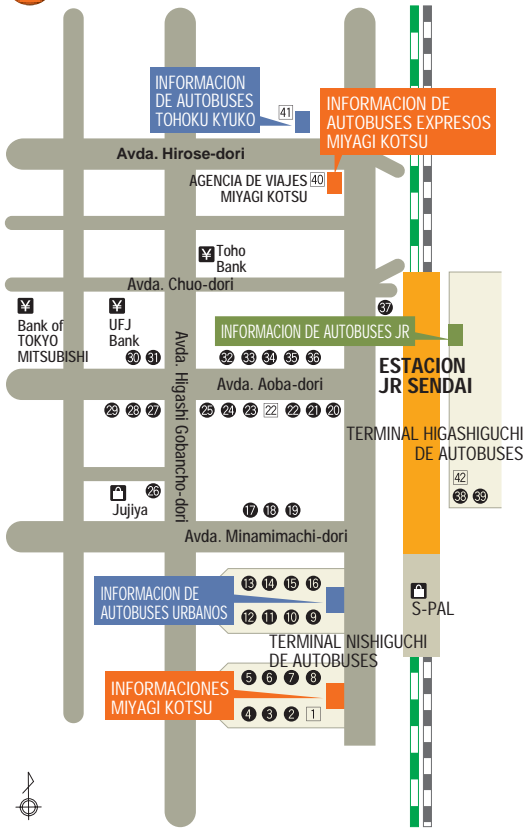 INFORMACION
DE AUTOBUSES
TOHOKU KYUKO
41
INFORMACION DE
AUTOBUSES EXPRESOS
MIYAGI KOTSU
Avda. Hirose-dori
AGENCIA DE VIAJES
MIYAGI KOTSU
40
¥ Toho
Bank
Avda. Chuo-dori
¥
Bank of
TOKYO
MITSUBISHI
¥
UFJ
Bank
37
INFORMACION DE AUTOBUSES JR
Avda. Higashi Gobancho-dori
30 31
32 33 34 35 36
ESTACION
JR SENDAI
Avda. Aoba-dori
29 28 27
25 24 23 22 22 21 20
TERMINAL HIGASHIGUCHI
DE AUTOBUSES
42
38 39
26
Jujiya
17 18 19
Avda. Minamimachi-dori
INFORMACION DE
AUTOBUSES URBANOS
13 14 15 16
12 11 10 9
S-PAL
TERMINAL NISHIGUCHI
DE AUTOBUSES
INFORMACIONES
MIYAGI KOTSU
5 6 7 8
4 3 2 1